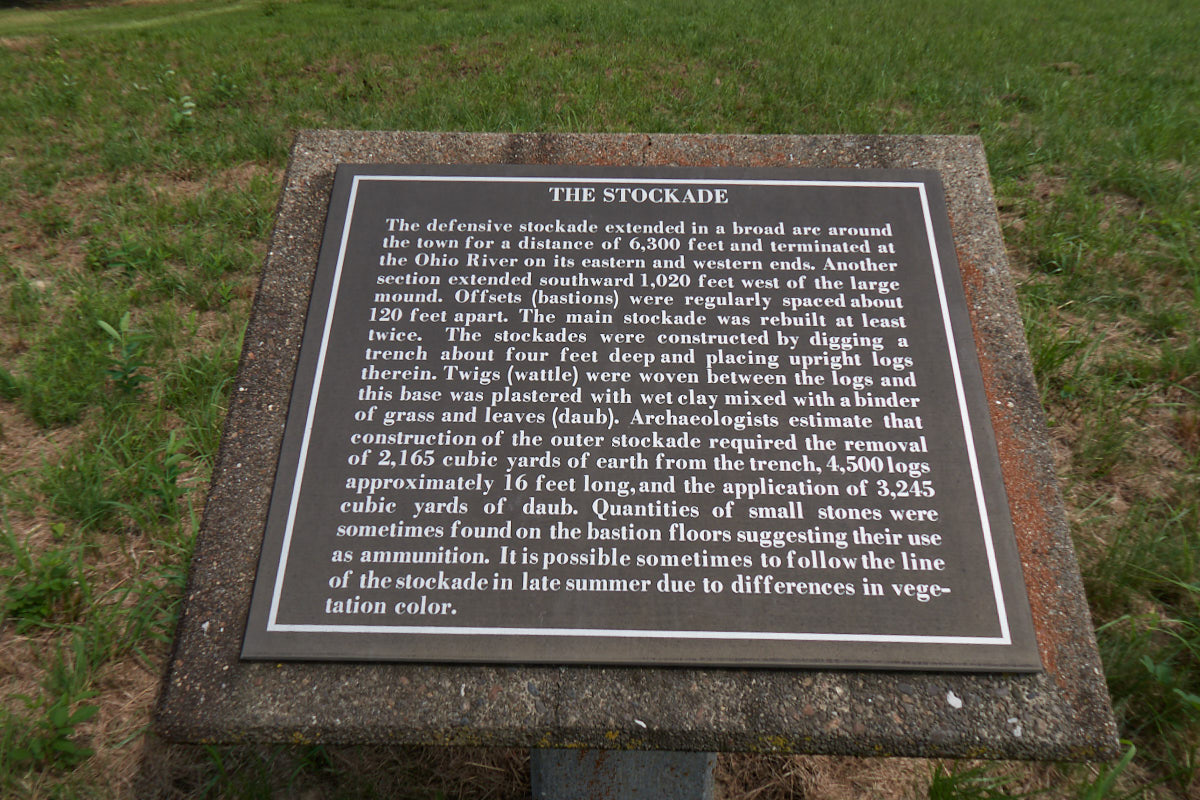 THE STOCKADE
The defensive stockade extended in a broad arc around
the town for a distance of 6,300 feet and terminated at
the Ohio River on its eastern and western ends. Another
section extended southward 1,020 feet west of the large
mound. Offsets (bastions) were regularly spaced about
120 feet apart. The main stockade was rebuilt at least
twice. The stockades were constructed by digging a
trench about four feet deep and placing upright logs
therein. Twigs (wattle) were woven between the logs and
this base was plastered with wet clay mixed with a binder
of grass and leaves (daub). Archaeologists estimate that
construction of the outer stockade required the removal
of 2,165 cubic yards of earth from the trench, 4,500 logs
approximately 16 feet long, and the application of 3,245
cubic yards of daub. Quantities of small stones were
sometimes found on the bastion floors suggesting their use
as ammunition. It is possible sometimes to follow the line
of the stockade in late summer due to differences in vege-
tation color.